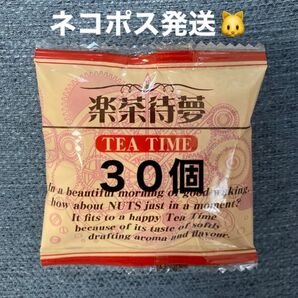 ネコポス発送🐱
楽茶待夢
TEA TIME
30個
In a beautiful morning of good waking.
how about NUTS just in a moment?
It fits to a happy Tea Time
because of its taste of softly
drafting aroma and flavour.